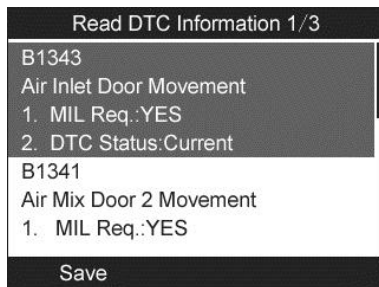 Read DTC Information 1/3
B1343
Air Inlet Door Movement
1. MIL Req.:YES
2. DTC Status:Current
B1341
Air Mix Door 2 Movement
1. MIL Req.:YES
Save